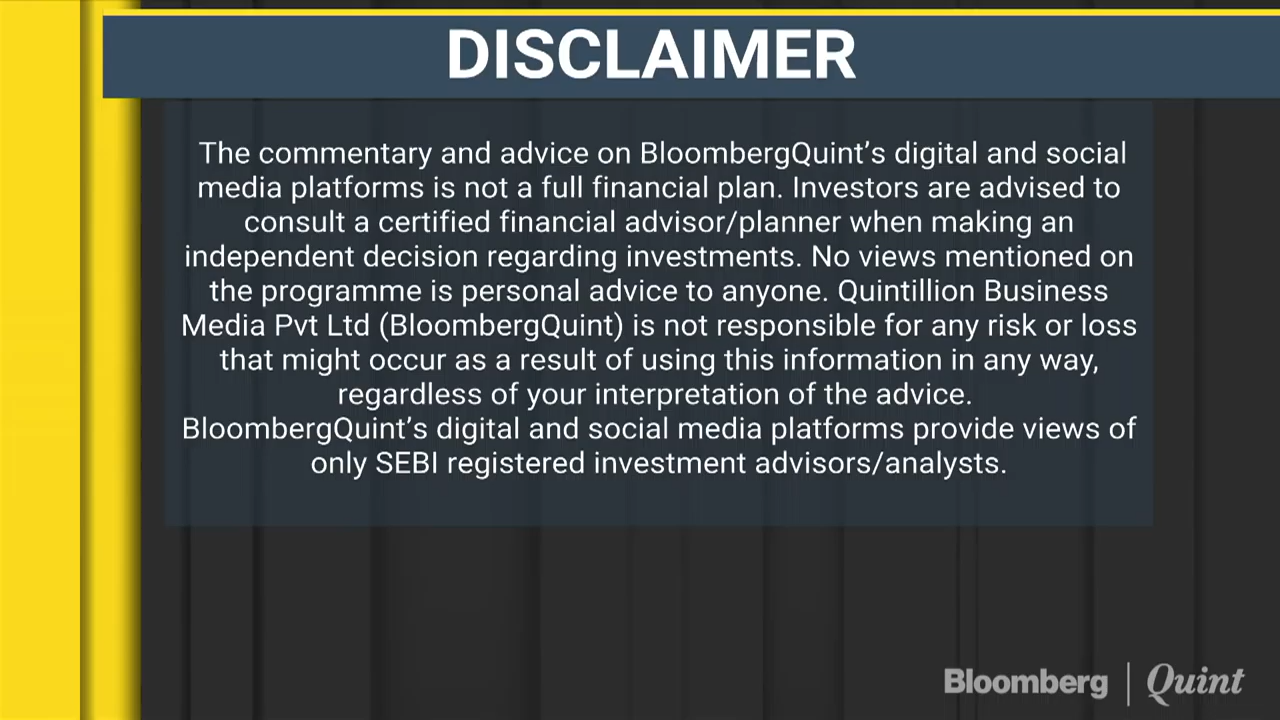 DISCLAIMER
The commentary and advice on BloombergQuint’s digital and social
media platforms is not a full financial plan. Investors are advised to
consult a certified financial advisor/planner when making an
independent decision regarding investments. No views mentioned on
the programme is personal advice to anyone. Quintillion Business
Media Pvt Ltd (BloombergQuint) is not responsible for any risk or loss
that might occur as a result of using this information in any way,
regardless of your interpretation of the advice.
BloombergQuint’s digital and social media platforms provide views of
only SEBI registered investment advisors/analysts.
Bloomberg | Quint